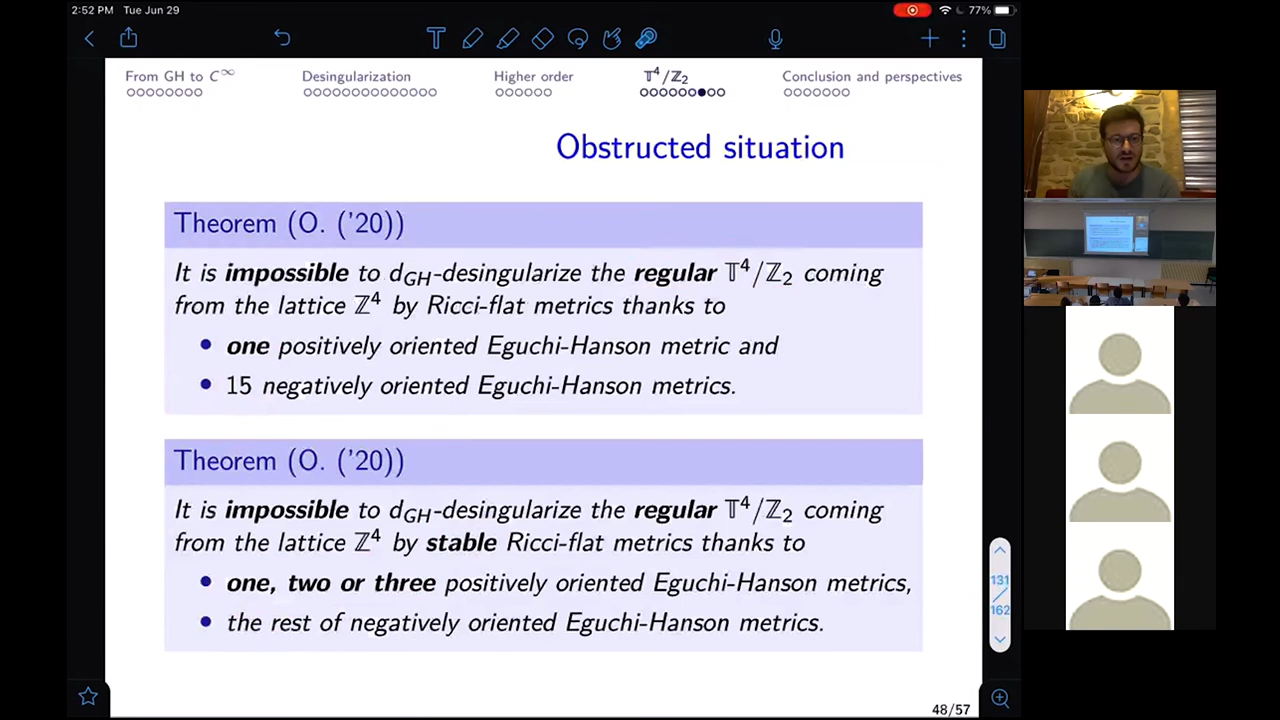 2:52 PM Tue Jun 29
77%
From GH to C^∞ Desingularization Higher order 𝕋⁴/ℤ₂ Conclusion and perspectives
Obstructed situation
Theorem (O. ('20))
It is impossible to d_GH-desingularize the regular 𝕋⁴/ℤ₂ coming
from the lattice ℤ⁴ by Ricci-flat metrics thanks to
• one positively oriented Eguchi-Hanson metric and
• 15 negatively oriented Eguchi-Hanson metrics.
Theorem (O. ('20))
It is impossible to d_GH-desingularize the regular 𝕋⁴/ℤ₂ coming
from the lattice ℤ⁴ by stable Ricci-flat metrics thanks to
• one, two or three positively oriented Eguchi-Hanson metrics,
• the rest of negatively oriented Eguchi-Hanson metrics.
131
/
162
48/57